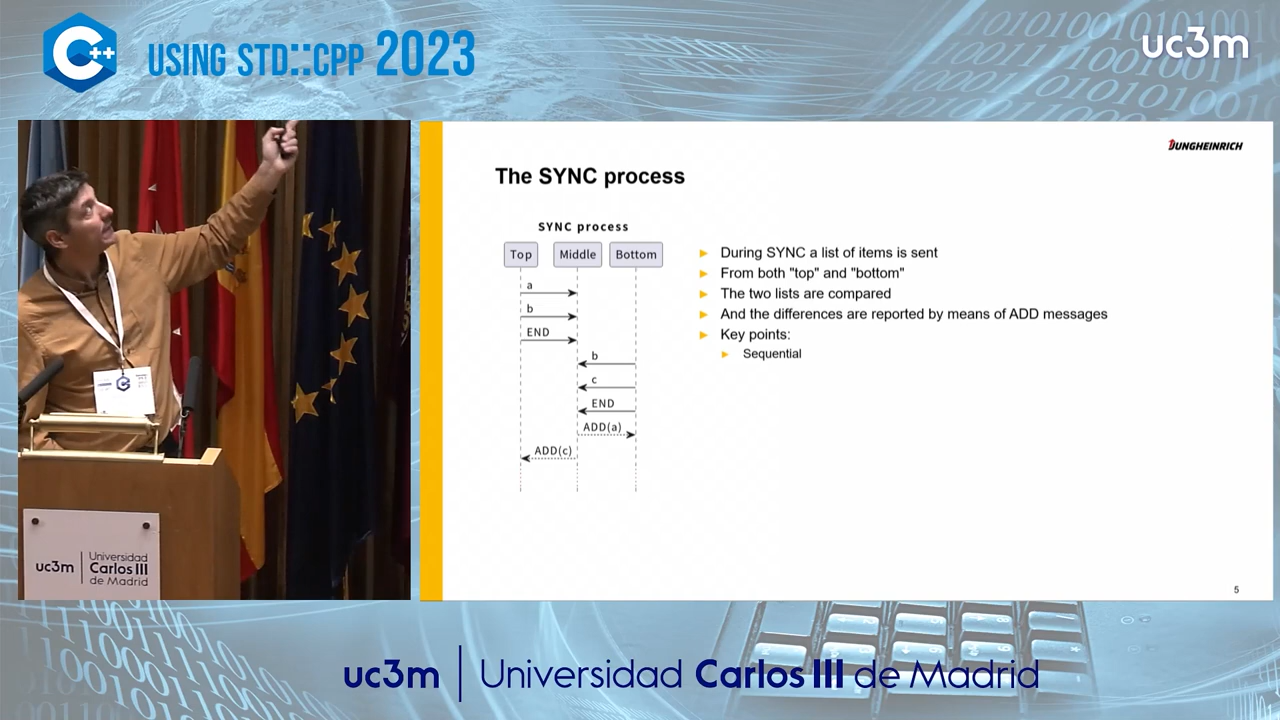 C++
USING STD::CPP 2023
uc3m
JUNGHEINRICH
The SYNC process
SYNC process
Top
Middle
Bottom
a
b
END
b
c
END
ADD(a)
ADD(c)
During SYNC a list of items is sent
From both "top" and "bottom"
The two lists are compared
And the differences are reported by means of ADD messages
Key points:
Sequential
5
uc3m
Universidad
Carlos III
de Madrid
uc3m
Universidad Carlos III de Madrid